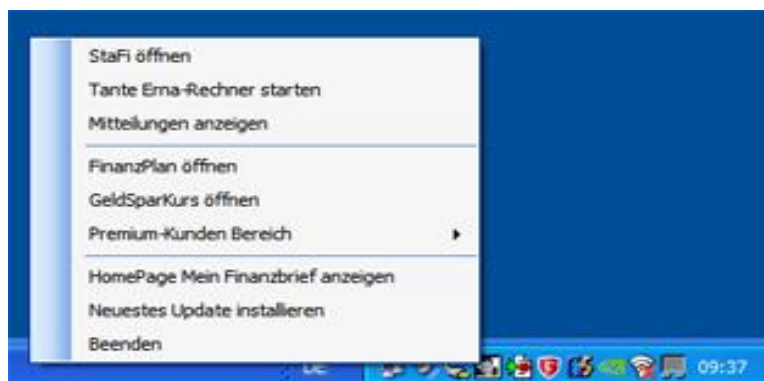 StaFi öffnen
Tante Erna-Rechner starten
Mitteilungen anzeigen
FinanzPlan öffnen
GeldSparKurs öffnen
Premium-Kunden Bereich
HomePage Mein Finanzbrief anzeigen
Neuestes Update installieren
Beenden
DE
09:37